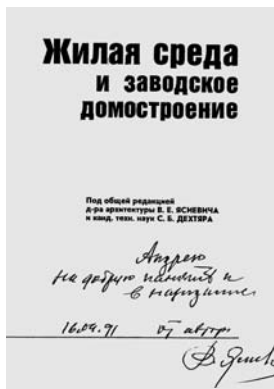 Жилая среда
и заводское
домостроение
Под общей редакцией
д-ра архитектуры В. Е. ЯСИЕВИЧА
и канд. техн. наук С. Б. ДЕХТЯРА
Андрею
на добрую память и
в
16.04.91 от автора